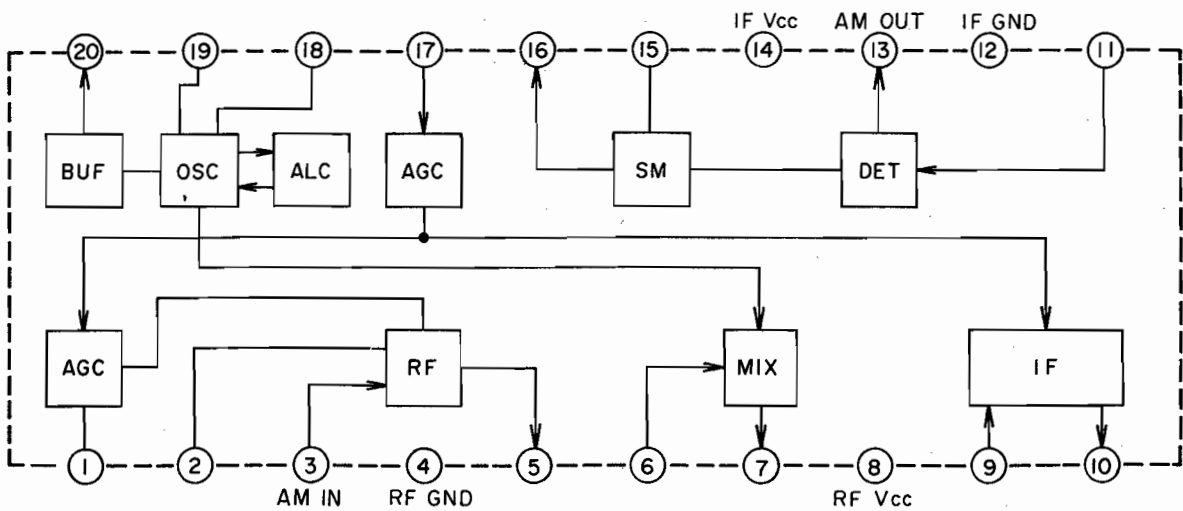 IF Vcc AM OUT IF GND
20 19 18 17 16 15 14 13 12 11
BUF OSC ALC AGC SM DET
AGC RF MIX IF
1 2 3 4 5 6 7 8 9 10
AM IN RF GND RF Vcc